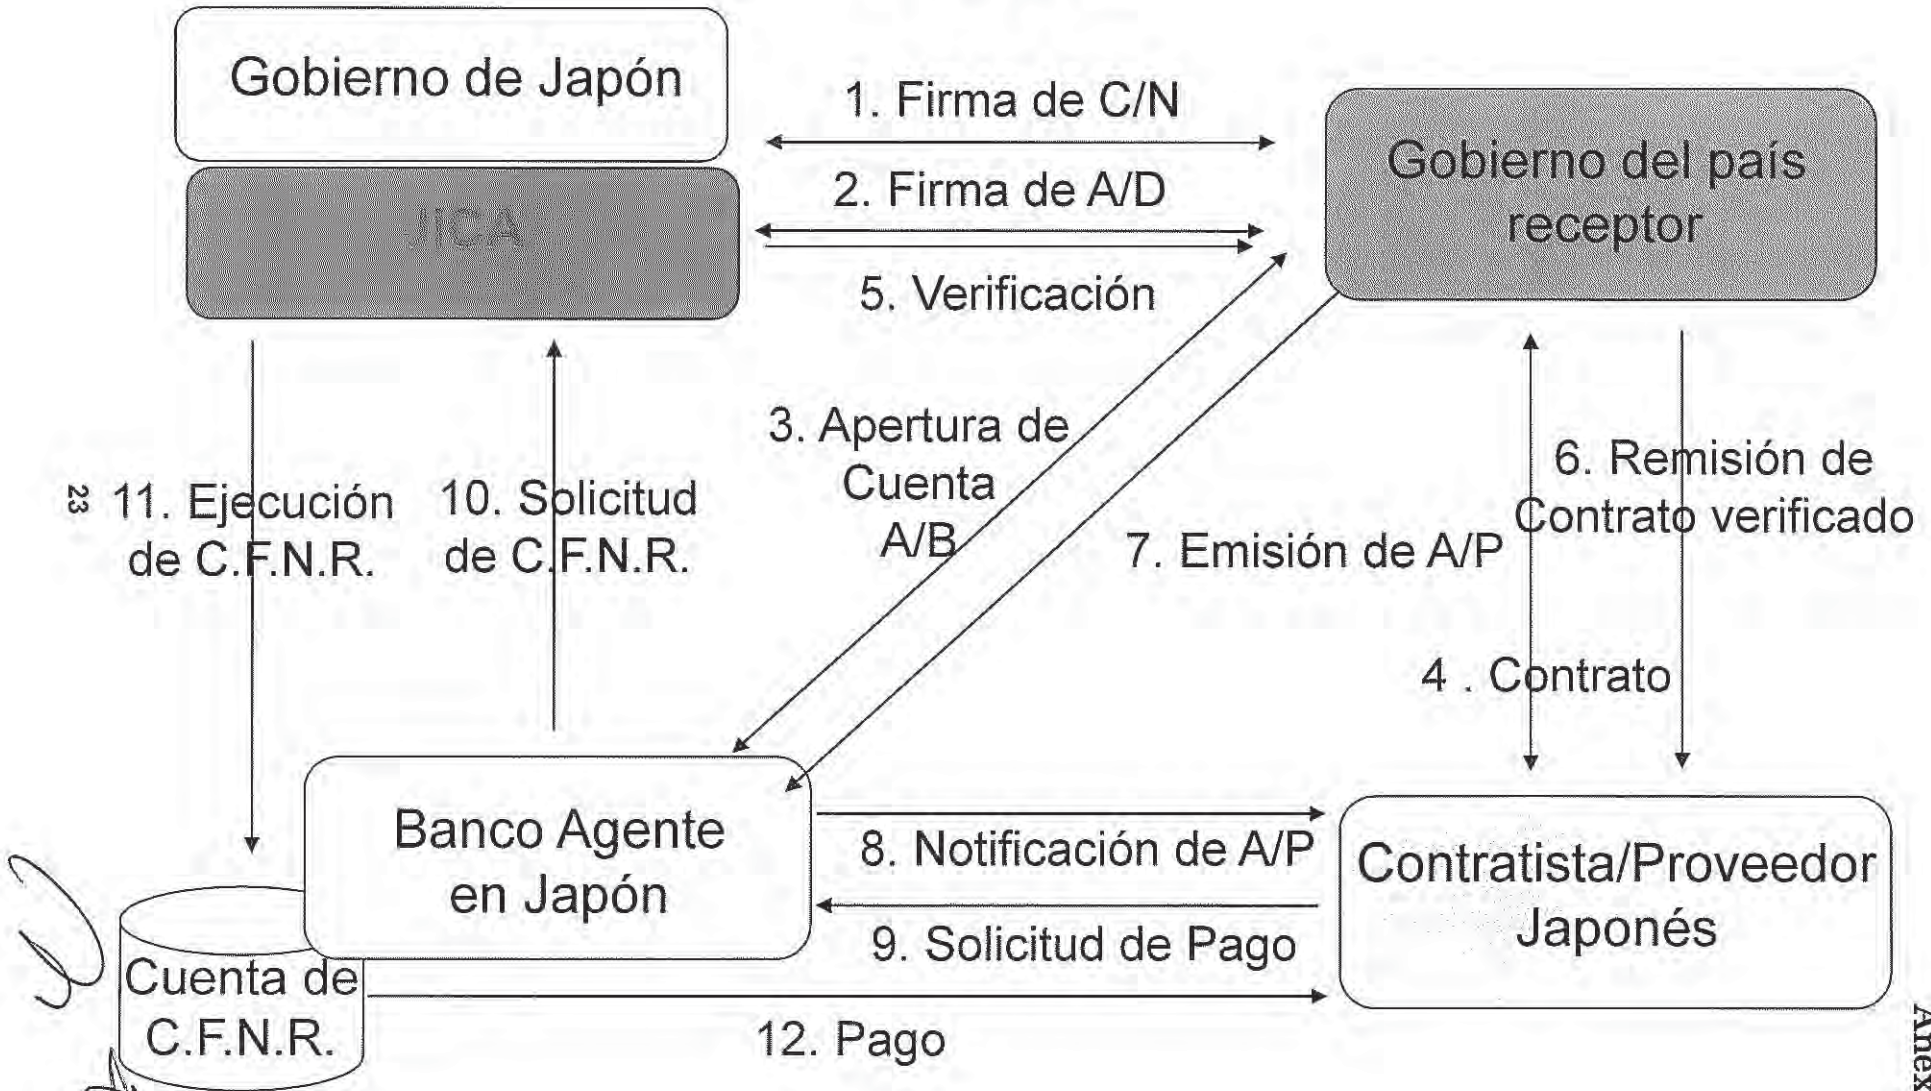 Gobierno de Japón
JICA
1. Firma de C/N
2. Firma de A/D
5. Verificación
Gobierno del país
receptor
3. Apertura de
Cuenta
A/B
7. Emisión de A/P
6. Remisión de
Contrato verificado
4 . Contrato
23
11. Ejecución
de C.F.N.R.
10. Solicitud
de C.F.N.R.
Banco Agente
en Japón
8. Notificación de A/P
9. Solicitud de Pago
Contratista/Proveedor
Japonés
Cuenta de
C.F.N.R.
12. Pago